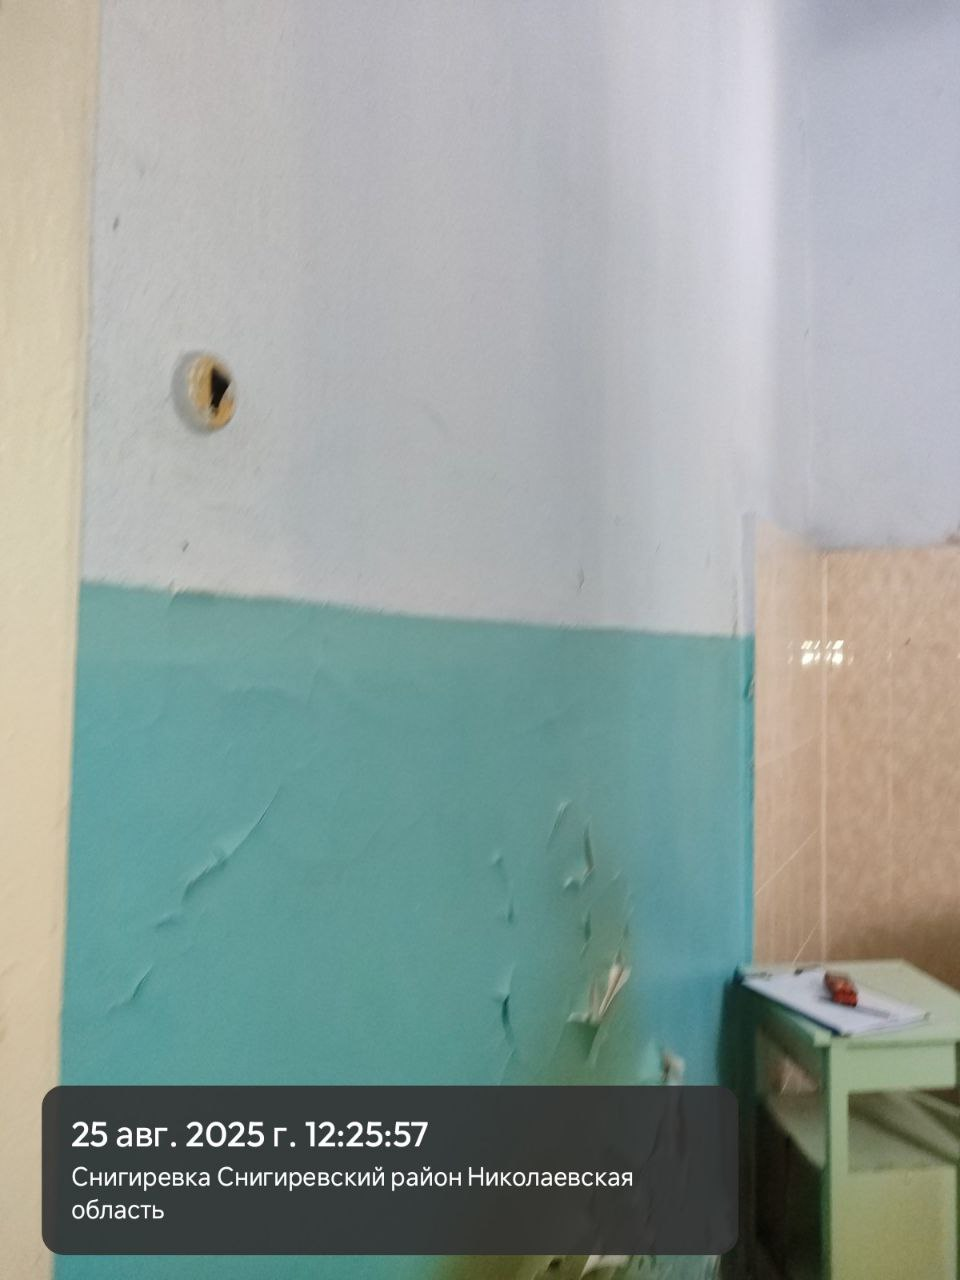 25 авг. 2025 г. 12:25:57
Снигиревка Снигиревский район Николаевская
область